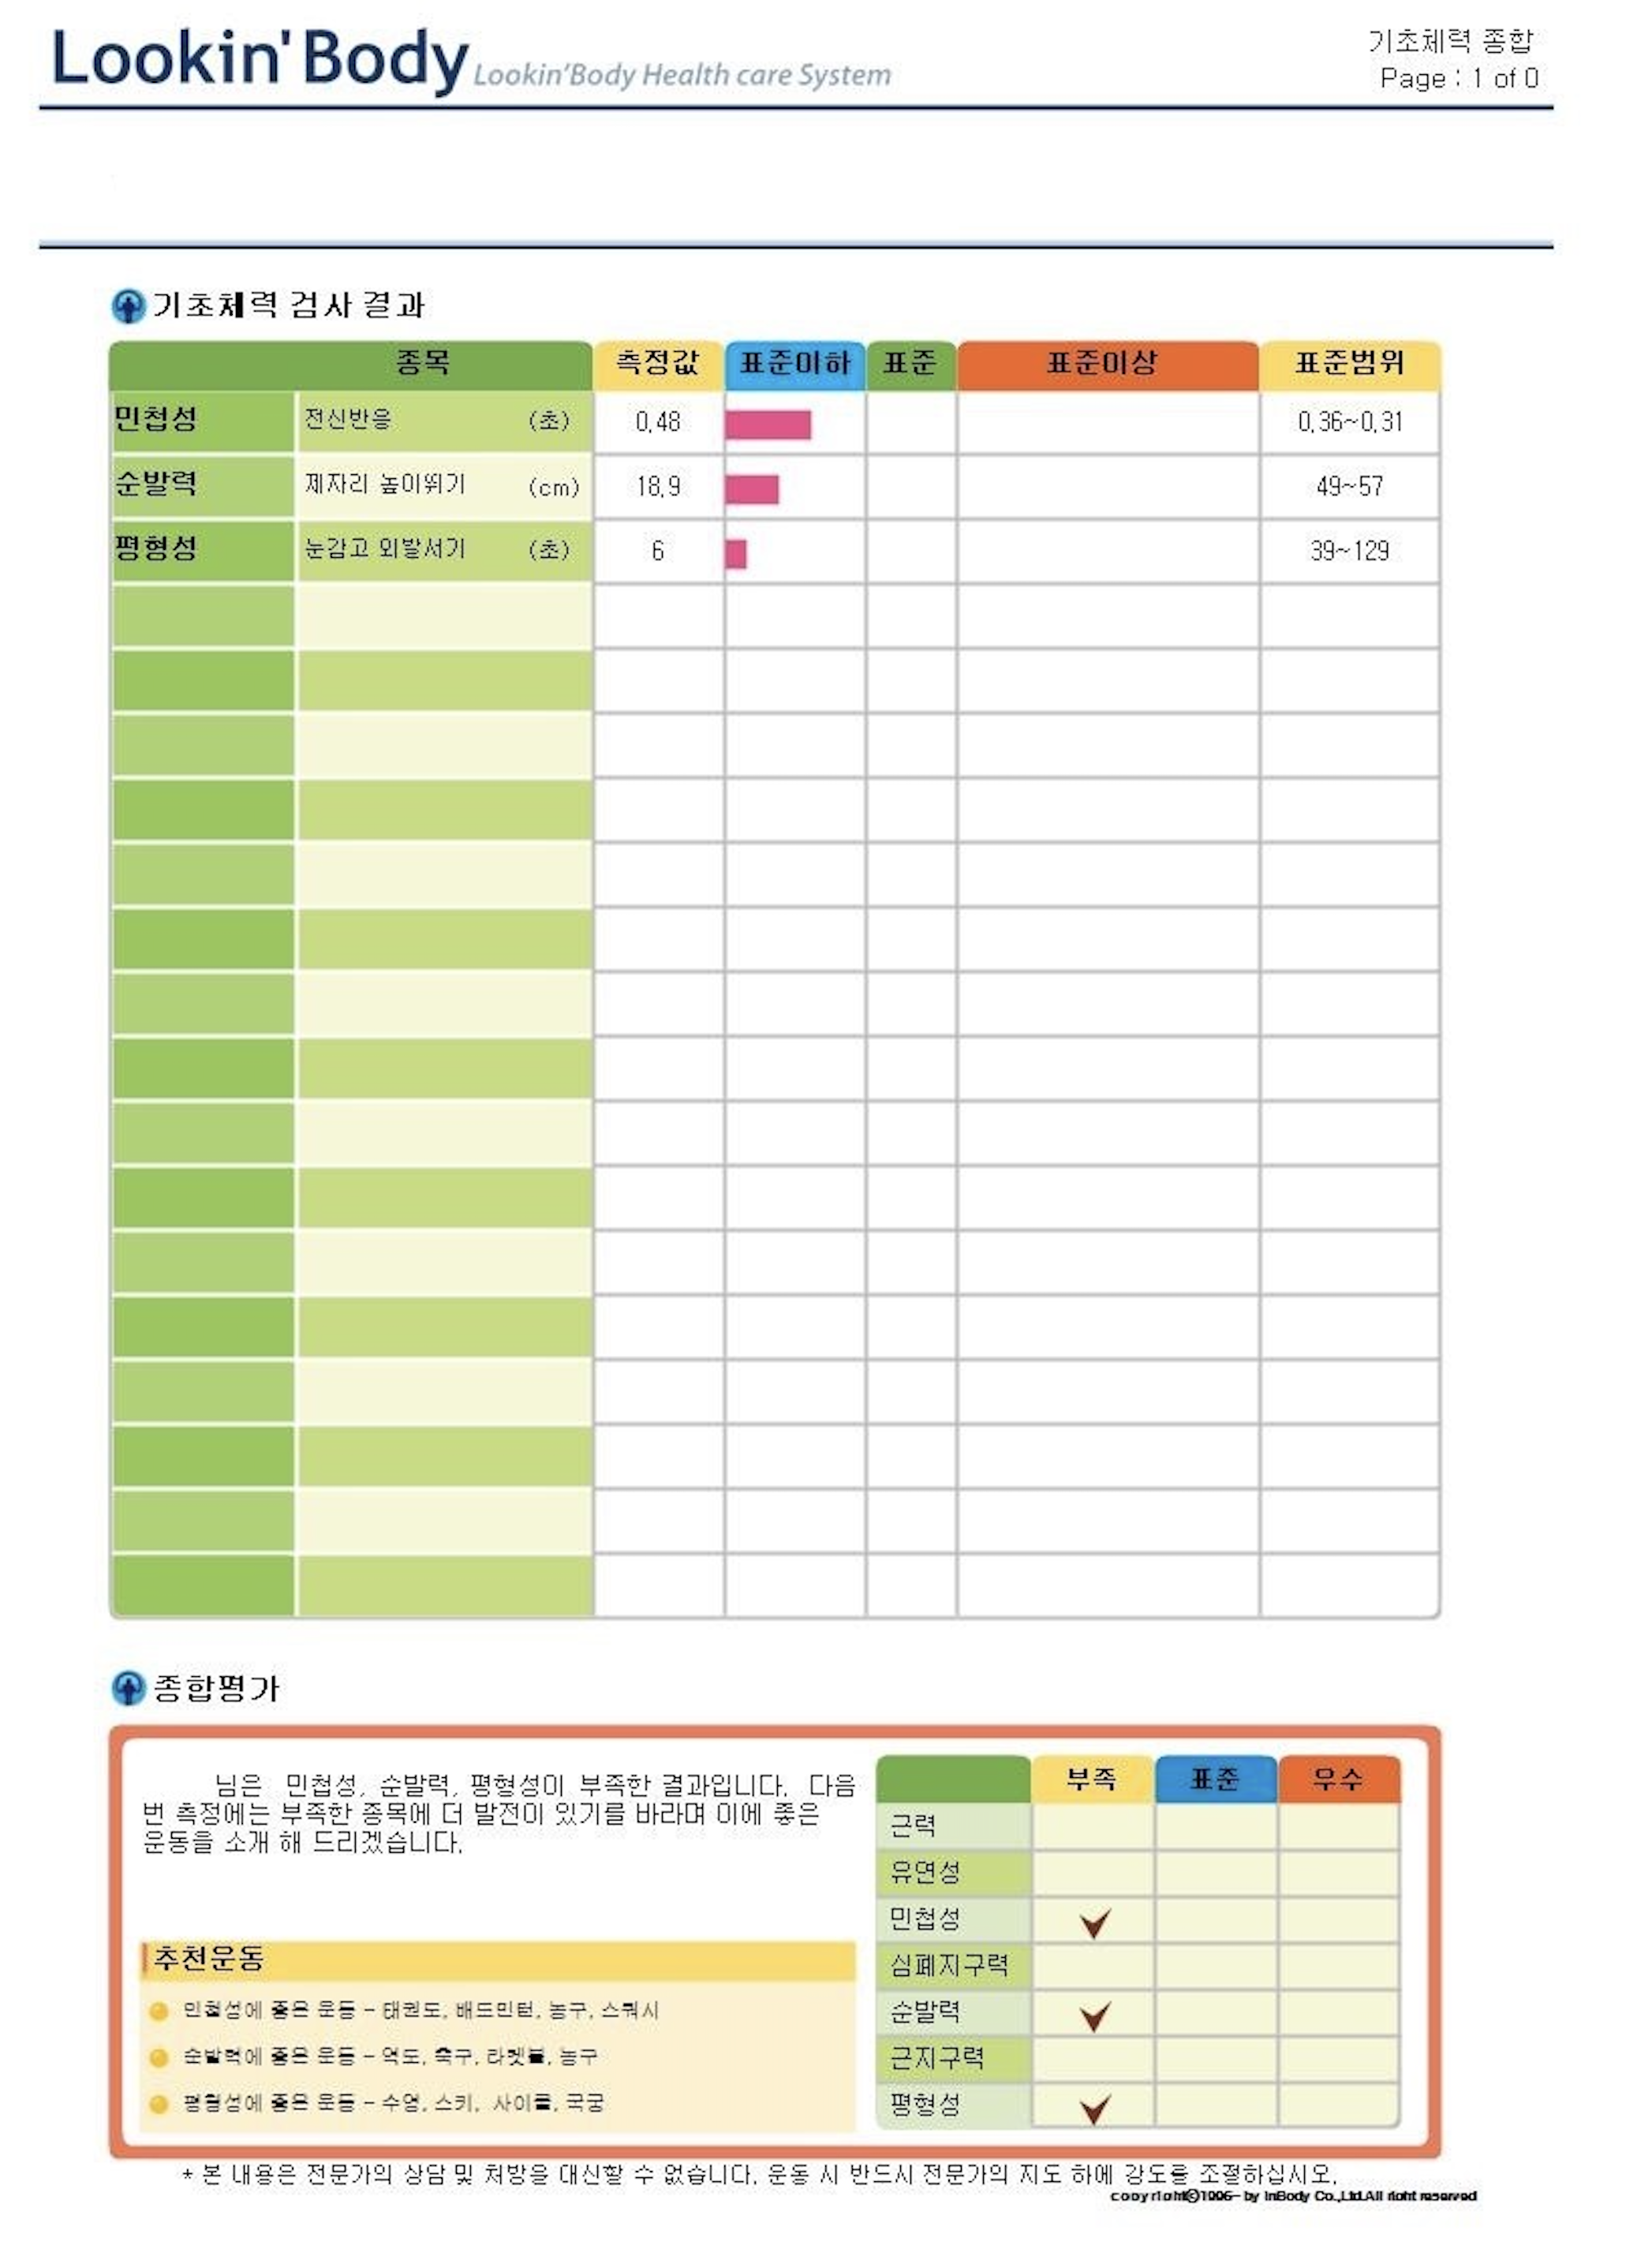 Lookin'Body Lookin'Body Health care System
기초체력 종합
Page : 1 of 0
기초체력 검사 결과
종목 측정값 표준이하 표준 표준이상 표준범위
민첩성 전신반응 (초) 0,48 0,36~0,31
순발력 제자리 높이뛰기 (cm) 18,9 49~57
평형성 눈감고 외발서기 (초) 6 39~129
종합평가
님은 민첩성, 순발력, 평형성이 부족한 결과입니다. 다음
번 측정에는 부족한 종목에 더 발전이 있기를 바라며 이에 좋은
운동을 소개 해 드리겠습니다.
추천운동
민첩성에 좋은 운동 - 태권도, 배드민턴, 농구, 스쿼시
순발력에 좋은 운동 - 역도, 축구, 라켓볼, 농구
평형성에 좋은 운동 - 수영, 스키, 사이클, 국궁
부족 표준 우수
근력
유연성
민첩성
심폐지구력
순발력
근지구력
평형성
* 본 내용은 전문가의 상담 및 처방을 대신할 수 없습니다. 운동 시 반드시 전문가의 지도 하에 강도를 조절하십시오.
copyright©1996- by InBody Co.,Ltd.All right reserved